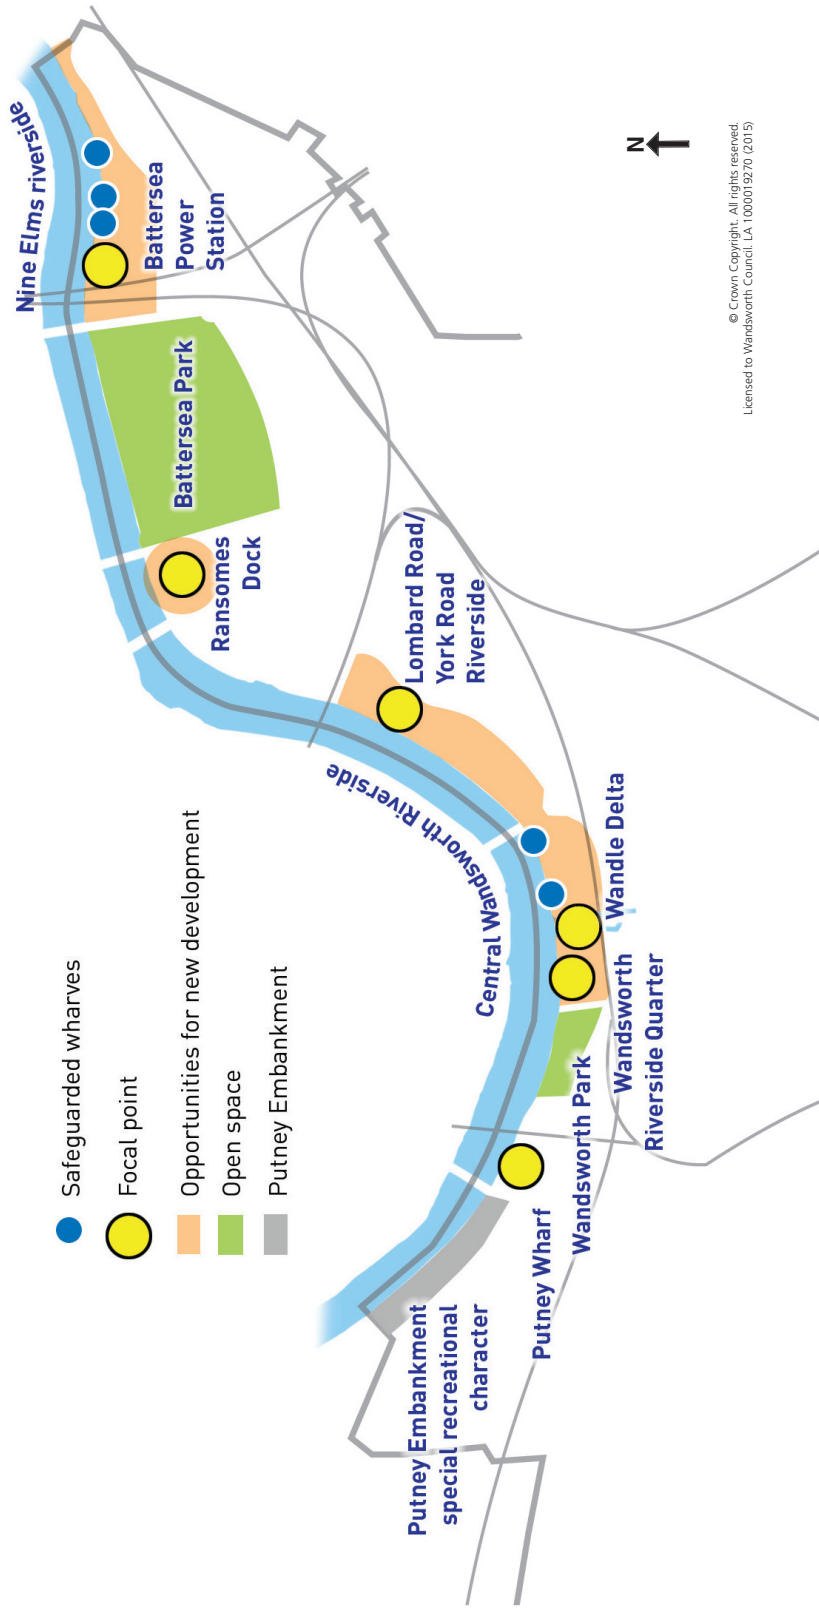 Safeguarded wharves
Focal point
Opportunities for new development
Open space
Putney Embankment
Nine Elms riverside
Battersea
Power
Station
Battersea Park
Ransomes
Dock
Lombard Road/
York Road
Riverside
Central Wandsworth Riverside
Wandle Delta
Wandsworth
Riverside Quarter
Wandsworth Park
Putney Wharf
Putney Embankment
special recreational
character
N
© Crown Copyright. All rights reserved.
Licensed to Wandsworth Council. LA 1000019270 (2015)